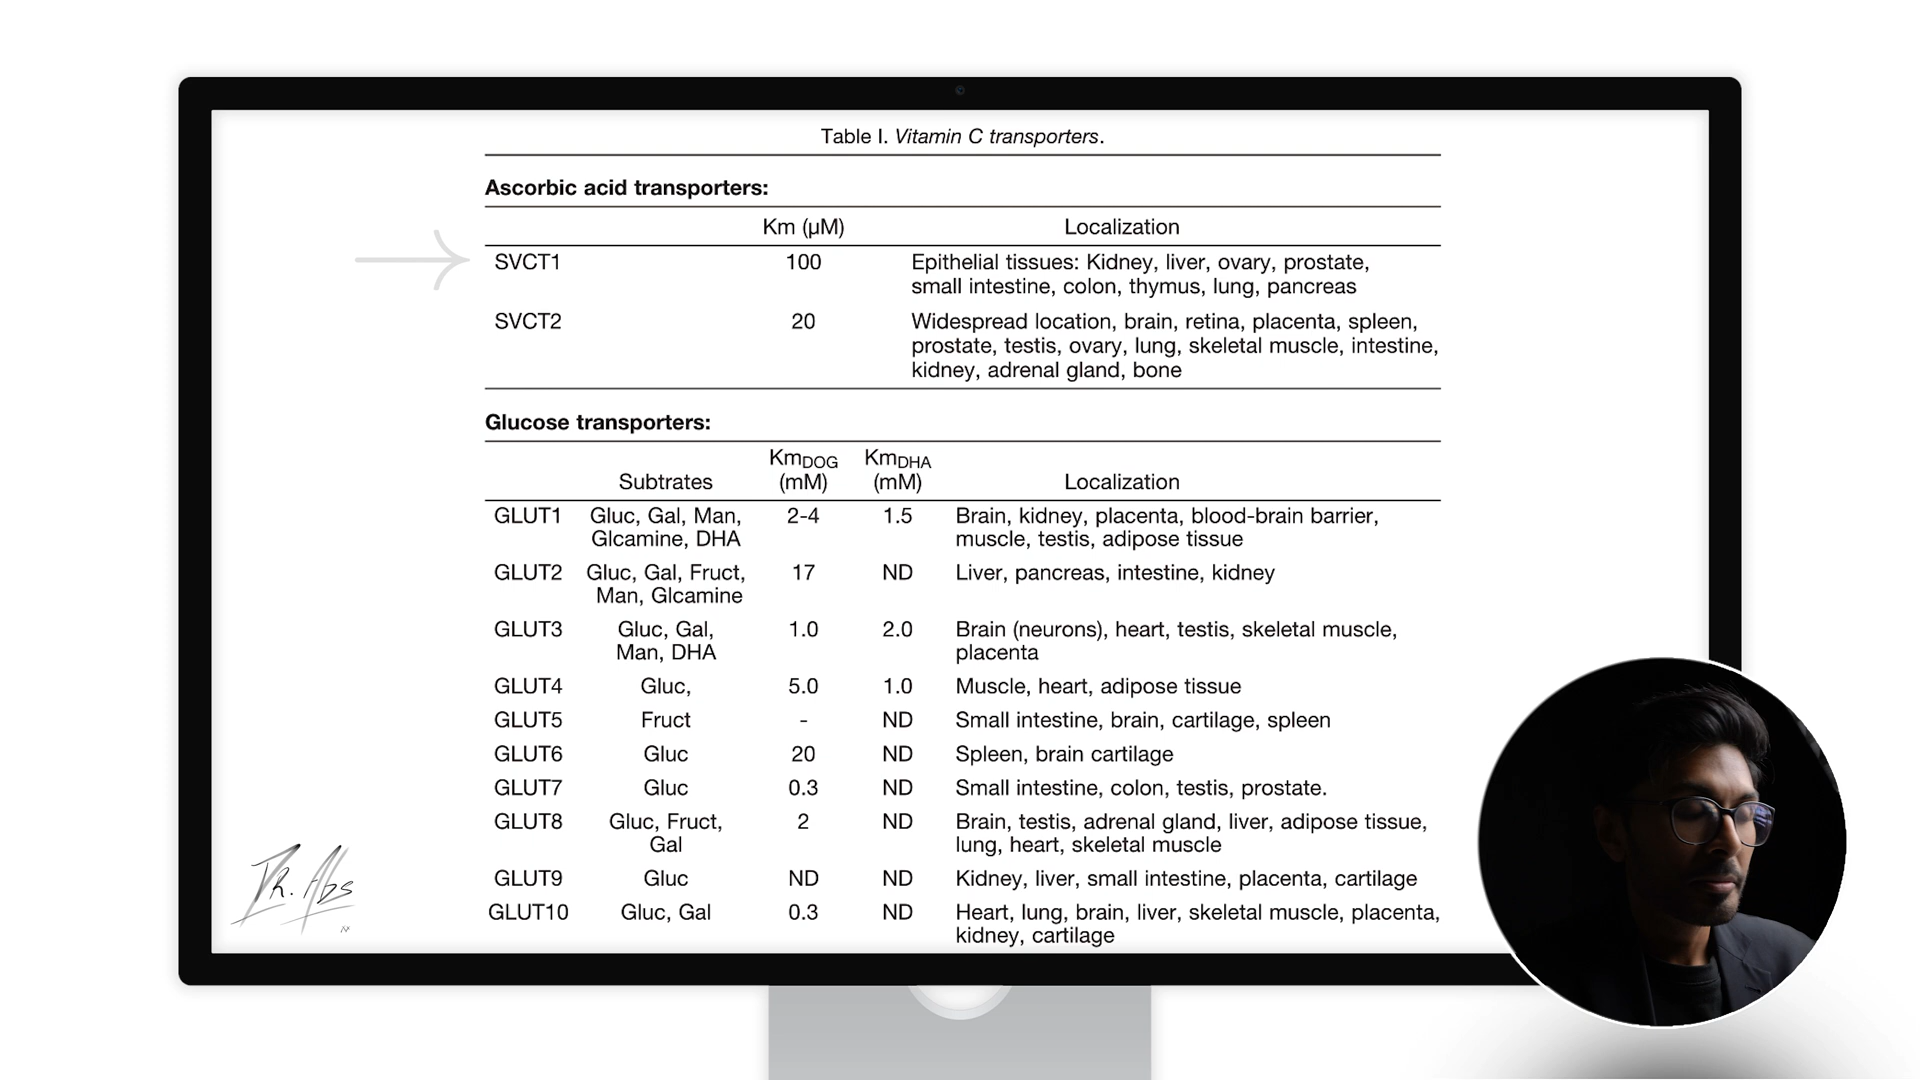 Table I. Vitamin C transporters.
Ascorbic acid transporters:
Km (µM) Localization
SVCT1 100 Epithelial tissues: Kidney, liver, ovary, prostate,
small intestine, colon, thymus, lung, pancreas
SVCT2 20 Widespread location, brain, retina, placenta, spleen,
prostate, testis, ovary, lung, skeletal muscle, intestine,
kidney, adrenal gland, bone
Glucose transporters:
KmDOG KmDHA
Subtrates (mM) (mM) Localization
GLUT1 Gluc, Gal, Man, 2-4 1.5 Brain, kidney, placenta, blood-brain barrier,
Glcamine, DHA muscle, testis, adipose tissue
GLUT2 Gluc, Gal, Fruct, 17 ND Liver, pancreas, intestine, kidney
Man, Glcamine
GLUT3 Gluc, Gal, 1.0 2.0 Brain (neurons), heart, testis, skeletal muscle,
Man, DHA placenta
GLUT4 Gluc, 5.0 1.0 Muscle, heart, adipose tissue
GLUT5 Fruct - ND Small intestine, brain, cartilage, spleen
GLUT6 Gluc 20 ND Spleen, brain cartilage
GLUT7 Gluc 0.3 ND Small intestine, colon, testis, prostate.
GLUT8 Gluc, Fruct, 2 ND Brain, testis, adrenal gland, liver, adipose tissue,
Gal lung, heart, skeletal muscle
GLUT9 Gluc ND ND Kidney, liver, small intestine, placenta, cartilage
GLUT10 Gluc, Gal 0.3 ND Heart, lung, brain, liver, skeletal muscle, placenta,
kidney, cartilage
Dr. Abs